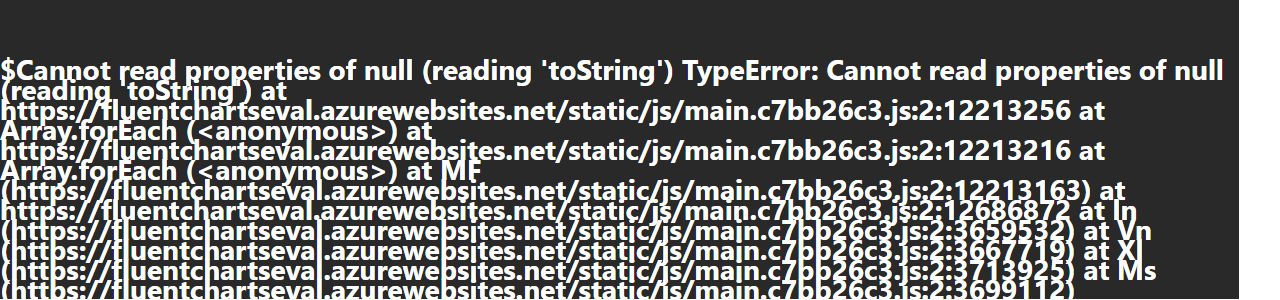 $Cannot read properties of null (reading 'toString') TypeError: Cannot read properties of null
(reading 'toString') at
https://fluentchartseval.azurewebsites.net/static/js/main.c7bb26c3.js:2:12213256 at
Array.forEach (<anonymous>) at
https://fluentchartseval.azurewebsites.net/static/js/main.c7bb26c3.js:2:12213216 at
Array.forEach (<anonymous>) at MF
(https://fluentchartseval.azurewebsites.net/static/js/main.c7bb26c3.js:2:12213163) at
https://fluentchartseval.azurewebsites.net/static/js/main.c7bb26c3.js:2:12686872 at In
(https://fluentchartseval.azurewebsites.net/static/js/main.c7bb26c3.js:2:3659532) at Vn
(https://fluentchartseval.azurewebsites.net/static/js/main.c7bb26c3.js:2:3667719) at Xl
(https://fluentchartseval.azurewebsites.net/static/js/main.c7bb26c3.js:2:3713925) at Ms
(https://fluentchartseval.azurewebsites.net/static/js/main.c7bb26c3.js:2:3699112)